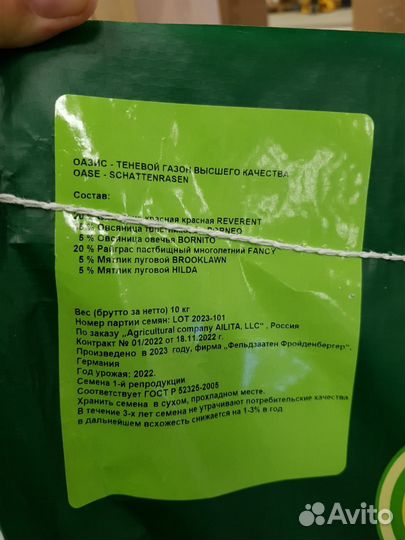 ОАЗИС - ТЕНЕВОЙ ГАЗОН ВЫСШЕГО КАЧЕСТВА
OASE - SCHATTENRASEN
Состав:
красная красная REVERENT
5 % Овсяница BORNEO
5 % Овсяница овечья BORNITO
20 % Райграс пастбищный многолетний FANCY
5 % Мятлик луговой BROOKLAWN
5 % Мятлик луговой HILDA
Вес (брутто за нетто) 10 кг
Номер партии семян: LOT 2023-101
По заказу „Agricultural company AILITA, LLC“ , Россия
Контракт № 01/2022 от 18.11.2022 г.
Произведено в 2023 году, фирма „Фельдзаатен Фройденбергер“,
Германия
Год урожая: 2022.
Семена 1-й репродукции
Соответствует ГОСТ Р 52325-2005
Хранить семена в сухом, прохладном месте.
В течение 3-х лет семена не утрачивают потребительские качества
в дальнейшем всхожесть снижается на 1-3% в год.
Avito